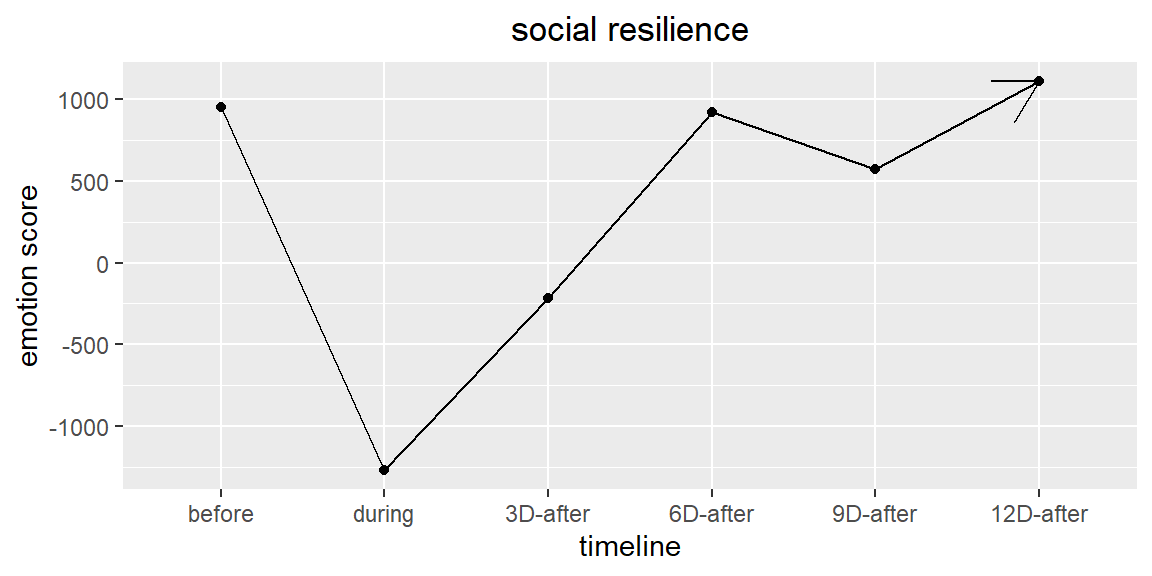 social resilience
emotion score
1000
500
0
-500
-1000
before during 3D-after 6D-after 9D-after 12D-after
timeline